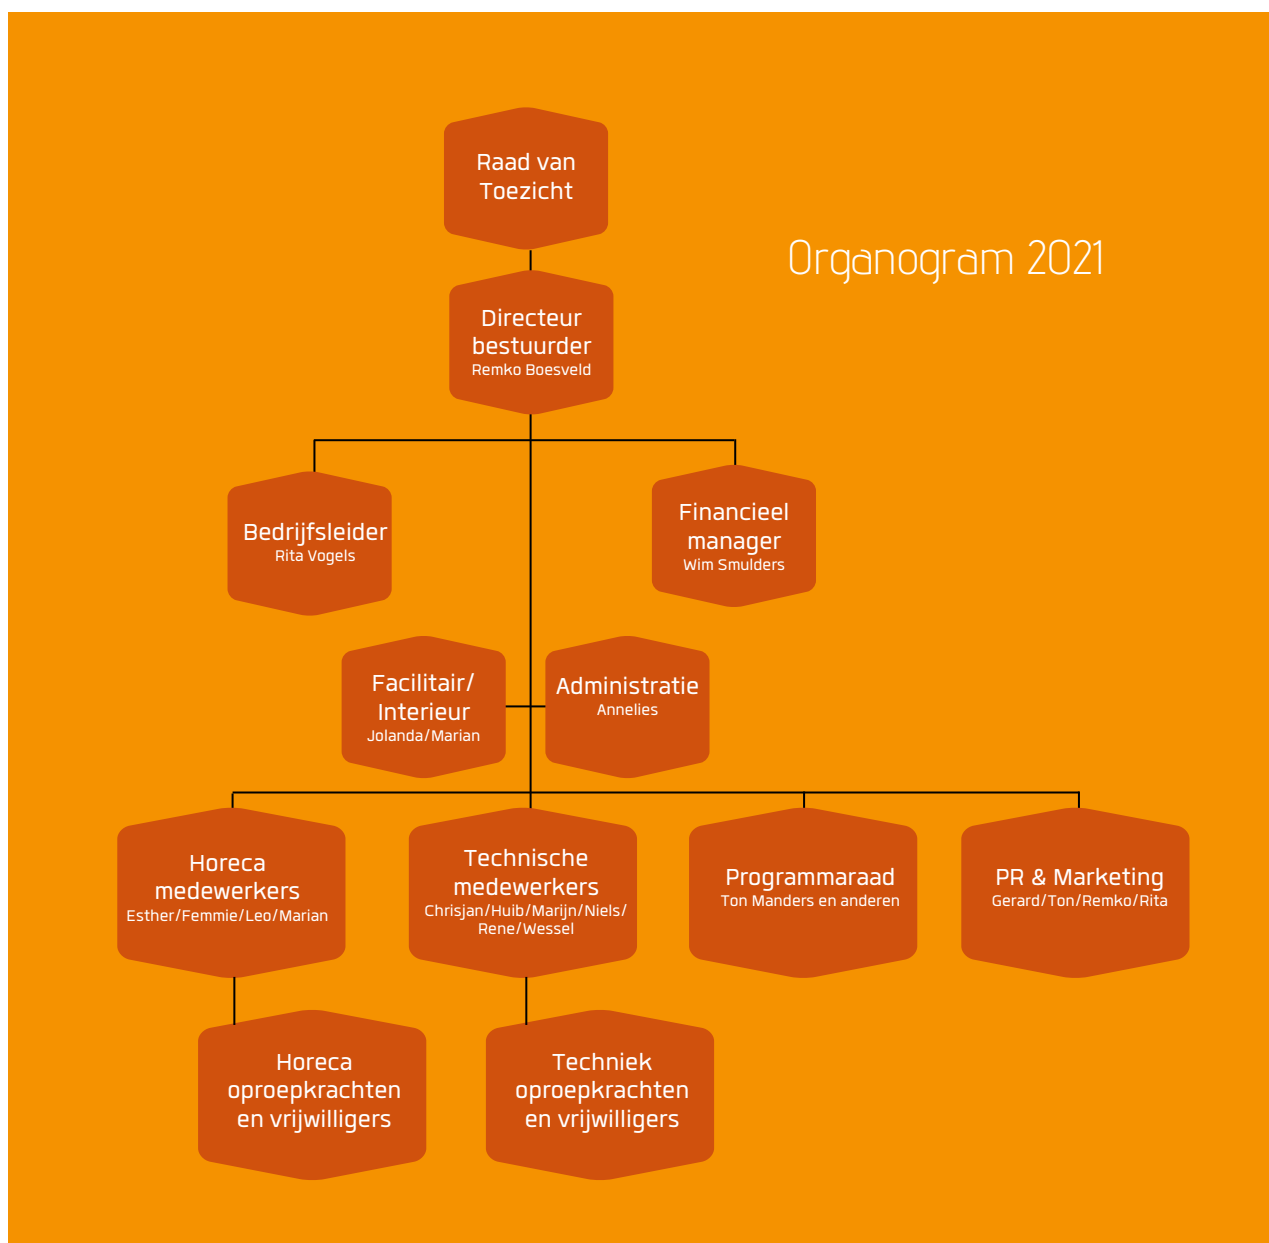 Raad van
Toezicht
Organogram 2021
Directeur
bestuurder
Remko Boesveld
Bedrijfsleider
Rita Vogels
Financieel
manager
Wim Smulders
Facilitair/
Interieur
Jolanda/Marian
Administratie
Annelies
Horeca
medewerkers
Esther/Femmie/Leo/Marian
Technische
medewerkers
Chrisjan/Huib/Marijn/Niels/
Rene/Wessel
Programmaraad
Ton Manders en anderen
PR & Marketing
Gerard/Ton/Remko/Rita
Horeca
oproepkrachten
en vrijwilligers
Techniek
oproepkrachten
en vrijwilligers